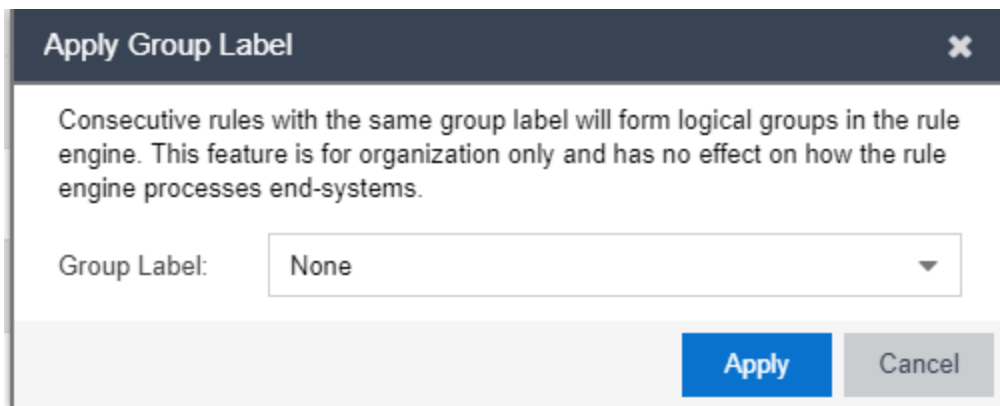 Apply Group Label
Consecutive rules with the same group label will form logical groups in the rule
engine. This feature is for organization only and has no effect on how the rule
engine processes end-systems.
Group Label: None
Apply Cancel